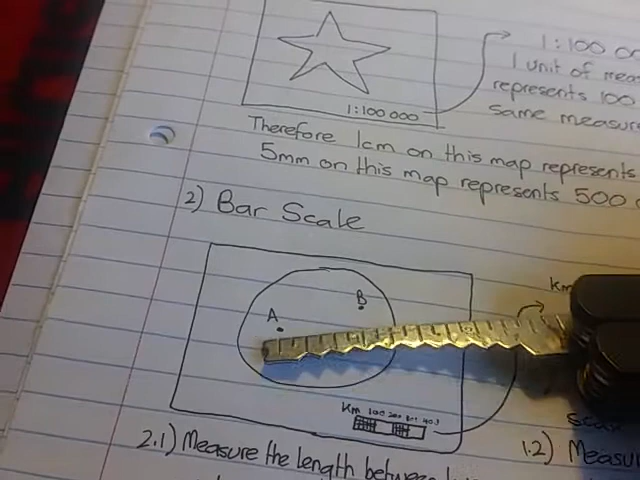 1:100 00
1 unit of mea
represents 100
same measur
1:100 000
Therefore 1cm on this map represents
5mm on this map represents 500
2) Bar Scale
Km
A
B
Km 100 200 300 400
2.1) Measure the length between
1.2) Measu